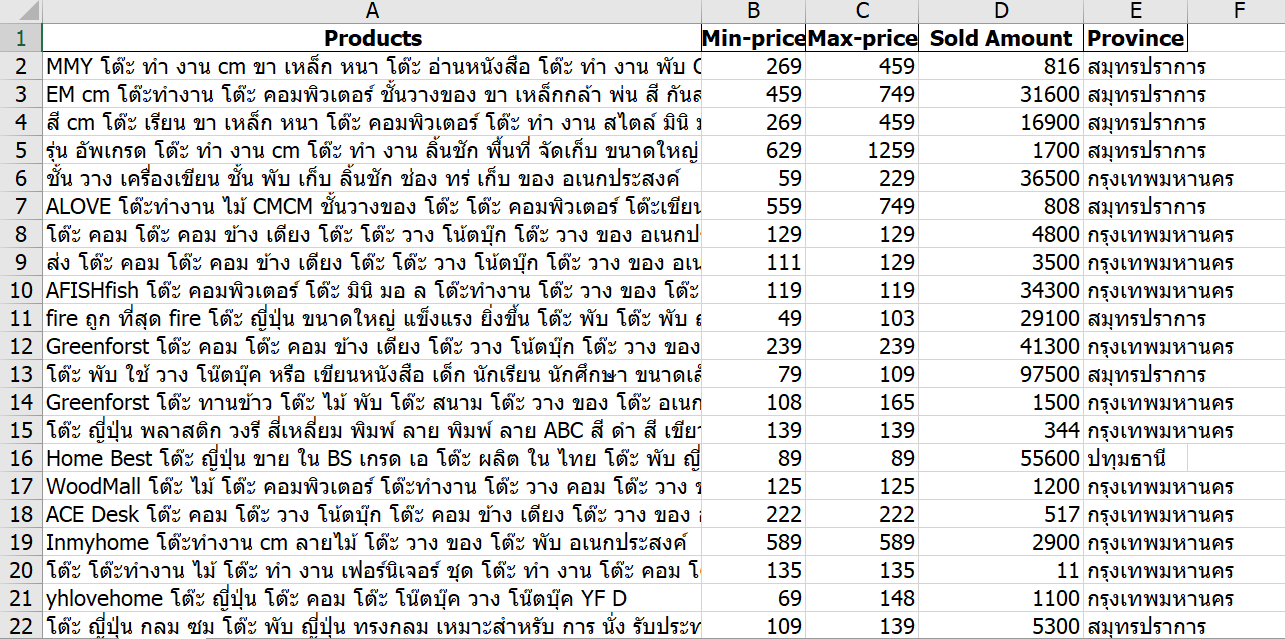 A B C D E F
1 Products Min-price Max-price Sold Amount Province
2 MMY โต๊ะ ทำ งาน cm ขา เหล็ก หนา โต๊ะ อ่านหนังสือ โต๊ะ ทำ งาน พับ 269 459 816 สมุทรปราการ
3 EM cm โต๊ะทำงาน โต๊ะ คอมพิวเตอร์ ชั้นวางของ ขา เหล็กกล้า พ่น สี 459 749 31600 สมุทรปราการ
4 สี cm โต๊ะ เรียน ขา เหล็ก หนา โต๊ะ คอมพิวเตอร์ โต๊ะ ทำ งาน สไตล์ มินิ 269 459 16900 สมุทรปราการ
5 รุ่น อัพเกรด โต๊ะ ทำ งาน cm โต๊ะ ทำ งาน ลิ้นชัก พื้นที่ จัดเก็บ ขนาดใหญ่ 629 1259 1700 สมุทรปราการ
6 ชั้น วาง เครื่องเขียน ชั้น พับ เก็บ ลิ้นชัก ช่อง ทร่ เก็บ ของ อเนกประสงค์ 59 229 36500 กรุงเทพมหานคร
7 ALOVE โต๊ะทำงาน ไม้ CMCM ชั้นวางของ โต๊ะ โต๊ะ คอมพิวเตอร์ โต๊ะเขียน 559 749 808 สมุทรปราการ
8 โต๊ะ คอม โต๊ะ คอม ข้าง เตียง โต๊ะ โต๊ะ วาง โน้ตบุ๊ก โต๊ะ วาง ของ 129 129 4800 กรุงเทพมหานคร
9 ส่ง โต๊ะ คอม โต๊ะ คอม ข้าง เตียง โต๊ะ โต๊ะ วาง โน้ตบุ๊ก โต๊ะ วาง ของ 111 129 3500 กรุงเทพมหานคร
10 AFISHfish โต๊ะ คอมพิวเตอร์ โต๊ะ มินิ มอ ล โต๊ะทำงาน โต๊ะ วาง ของ โต๊ะ 119 119 34300 กรุงเทพมหานคร
11 fire ถูก ที่สุด fire โต๊ะ ญี่ปุ่น ขนาดใหญ่ แข็งแรง ยิ่งขึ้น โต๊ะ พับ โต๊ะ พับ 49 103 29100 สมุทรปราการ
12 Greenforst โต๊ะ คอม โต๊ะ คอม ข้าง เตียง โต๊ะ วาง โน้ตบุ๊ก โต๊ะ วาง ของ 239 239 41300 กรุงเทพมหานคร
13 โต๊ะ พับ ใช้ วาง โน๊ตบุ๊ค หรือ เขียนหนังสือ เด็ก นักเรียน นักศึกษา 79 109 97500 สมุทรปราการ
14 Greenforst โต๊ะ ทานข้าว โต๊ะ ไม้ พับ โต๊ะ สนาม โต๊ะ วาง ของ โต๊ะ 108 165 1500 กรุงเทพมหานคร
15 โต๊ะ ญี่ปุ่น พลาสติก วงรี สี่เหลี่ยม พิมพ์ ลาย พิมพ์ ลาย ABC สี ดำ สี 139 139 344 กรุงเทพมหานคร
16 Home Best โต๊ะ ญี่ปุ่น ขาย ใน BS เกรด เอ โต๊ะ ผลิต ใน ไทย โต๊ะ พับ 89 89 55600 ปทุมธานี
17 WoodMall โต๊ะ ไม้ โต๊ะ คอมพิวเตอร์ โต๊ะทำงาน โต๊ะ วาง คอม โต๊ะ วาง 125 125 1200 กรุงเทพมหานคร
18 ACE Desk โต๊ะ คอม โต๊ะ วาง โน้ตบุ๊ก โต๊ะ คอม ข้าง เตียง โต๊ะ วาง ของ 222 222 517 กรุงเทพมหานคร
19 Inmyhome โต๊ะทำงาน cm ลายไม้ โต๊ะ วาง ของ โต๊ะ พับ อเนกประสงค์ 589 589 2900 กรุงเทพมหานคร
20 โต๊ะ โต๊ะทำงาน ไม้ โต๊ะ ทำ งาน เฟอร์นิเจอร์ ชุด โต๊ะ ทำ งาน โต๊ะ คอม 135 135 11 กรุงเทพมหานคร
21 yhlovehome โต๊ะ ญี่ปุ่น โต๊ะ คอม โต๊ะ โน๊ตบุ๊ค วาง โน๊ตบุ๊ค YF D 69 148 1100 กรุงเทพมหานคร
22 โต๊ะ ญี่ปุ่น กลม ซุม โต๊ะ พับ ญี่ปุ่น ทรงกลม เหมาะสำหรับ การ นั่ง 109 139 5300 สมุทรปราการ